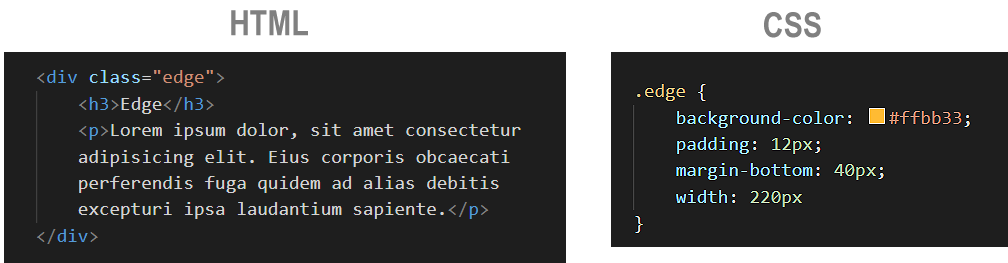 HTML
<div class="edge">
<h3>Edge</h3>
<p>Lorem ipsum dolor, sit amet consectetur
adipisicing elit. Eius corporis obcaecati
perferendis fuga quidem ad alias debitis
excepturi ipsa laudantium sapiente.</p>
</div>
CSS
.edge {
background-color: #ffbb33;
padding: 12px;
margin-bottom: 40px;
width: 220px
}